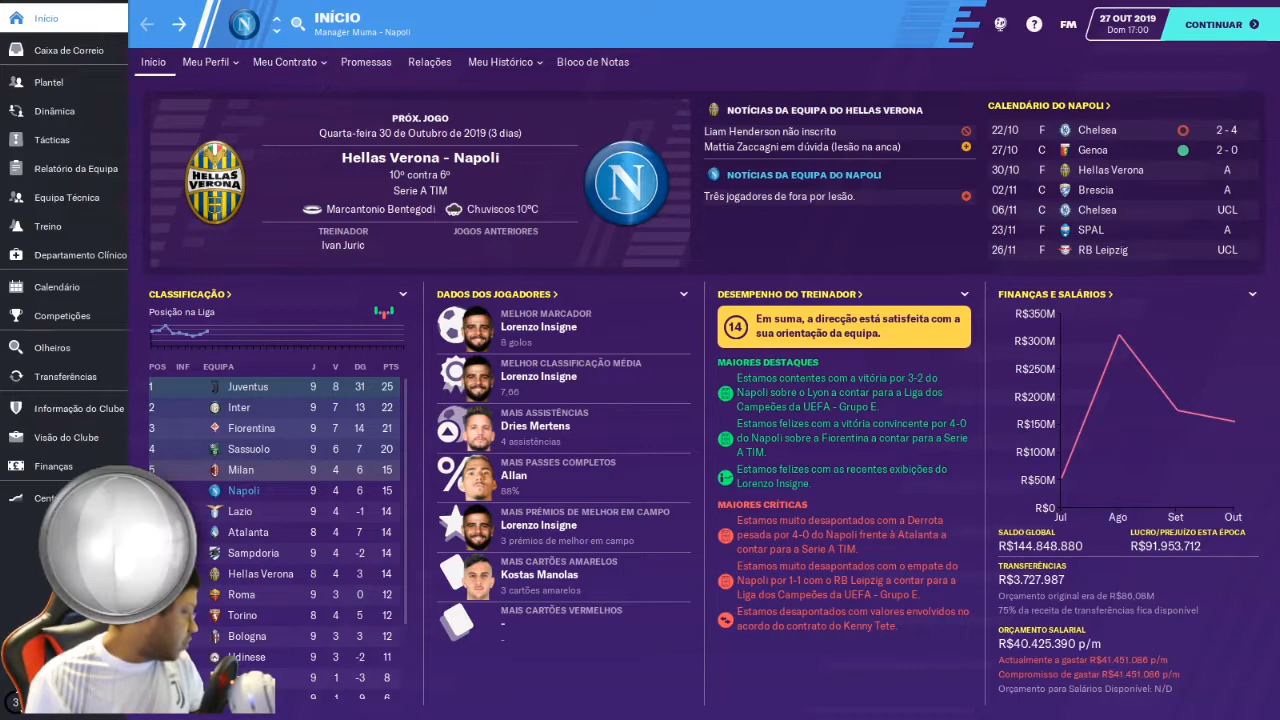 Início
Caixa de Correio
Plantel
Dinâmica
Tácticas
Relatório da Equipa
Equipa Técnica
Treino
Departamento Clínico
Calendário
Competições
Olheiros
Transferências
Informação do Clube
Visão do Clube
Finanças
Cent
3
N
INÍCIO
Manager Muma - Napoli
?
FM
27 OUT 2019
Dom 17:00
CONTINUAR
Início
Meu Perfil
Meu Contrato
Promessas
Relações
Meu Histórico
Bloco de Notas
PRÓX. JOGO
Quarta-feira 30 de Outubro de 2019 (3 dias)
Hellas Verona - Napoli
10º contra 6º
Serie A TIM
Marcantonio Bentegodi
Chuviscos 10ºC
TREINADOR
JOGOS ANTERIORES
Ivan Juric
HELLAS
VERONA
N
NOTÍCIAS DA EQUIPA DO HELLAS VERONA
Liam Henderson não inscrito
Mattia Zaccagni em dúvida (lesão na anca)
NOTÍCIAS DA EQUIPA DO NAPOLI
Três jogadores de fora por lesão.
CALENDÁRIO DO NAPOLI >
22/10 F Chelsea 2 - 4
27/10 C Genoa 2 - 0
30/10 F Hellas Verona A
02/11 C Brescia A
06/11 C Chelsea UCL
23/11 F SPAL A
26/11 F RB Leipzig UCL
CLASSIFICAÇÃO >
Posição na Liga
POS INF EQUIPA J V DG PTS
1 Juventus 9 8 31 25
2 Inter 9 7 13 22
3 Fiorentina 9 7 14 21
4 Sassuolo 9 6 7 20
5 Milan 9 4 6 15
Napoli 9 4 6 15
Lazio 9 4 -1 14
Atalanta 8 4 7 14
Sampdoria 9 4 -2 14
Hellas Verona 8 4 3 14
Roma 9 3 0 12
Torino 8 4 5 12
Bologna 9 3 3 12
Udinese 9 3 -2 11
9 1 -3 8
9 1 -9 6
DADOS DOS JOGADORES >
MELHOR MARCADOR
Lorenzo Insigne
8 golos
MELHOR CLASSIFICAÇÃO MÉDIA
Lorenzo Insigne
7,66
MAIS ASSISTÊNCIAS
Dries Mertens
4 assistências
MAIS PASSES COMPLETOS
Allan
88%
MAIS PRÉMIOS DE MELHOR EM CAMPO
Lorenzo Insigne
3 prémios de melhor em campo
MAIS CARTÕES AMARELOS
Kostas Manolas
3 cartões amarelos
MAIS CARTÕES VERMELHOS
-
-
DESEMPENHO DO TREINADOR >
14
Em suma, a direcção está satisfeita com a
sua orientação da equipa.
MAIORES DESTAQUES
Estamos contentes com a vitória por 3-2 do
Napoli sobre o Lyon a contar para a Liga dos
Campeões da UEFA - Grupo E.
Estamos felizes com a vitória convincente por 4-0
do Napoli sobre a Fiorentina a contar para a Serie
A TIM.
Estamos felizes com as recentes exibições do
Lorenzo Insigne.
MAIORES CRÍTICAS
Estamos muito desapontados com a Derrota
pesada por 4-0 do Napoli frente à Atalanta a
contar para a Serie A TIM.
Estamos muito desapontados com o empate do
Napoli por 1-1 com o RB Leipzig a contar para a
Liga dos Campeões da UEFA - Grupo E.
Estamos desapontados com valores envolvidos no
acordo do contrato do Kenny Tete.
FINANÇAS E SALÁRIOS >
R$350M
R$300M
R$250M
R$200M
R$150M
R$100M
R$50M
R$0
Jul Ago Set Out
SALDO GLOBAL
R$144.848.880
LUCRO/PREJUÍZO ESTA ÉPOCA
R$91.953.712
TRANSFERÊNCIAS
R$3.727.987
Orçamento original era de R$86,08M
75% da receita de transferências fica disponível
ORÇAMENTO SALARIAL
R$40.425.390 p/m
Actualmente a gastar R$41.451.086 p/m
Compromisso de gastar R$41.451.086 p/m
Orçamento para Salários Disponível: N/D